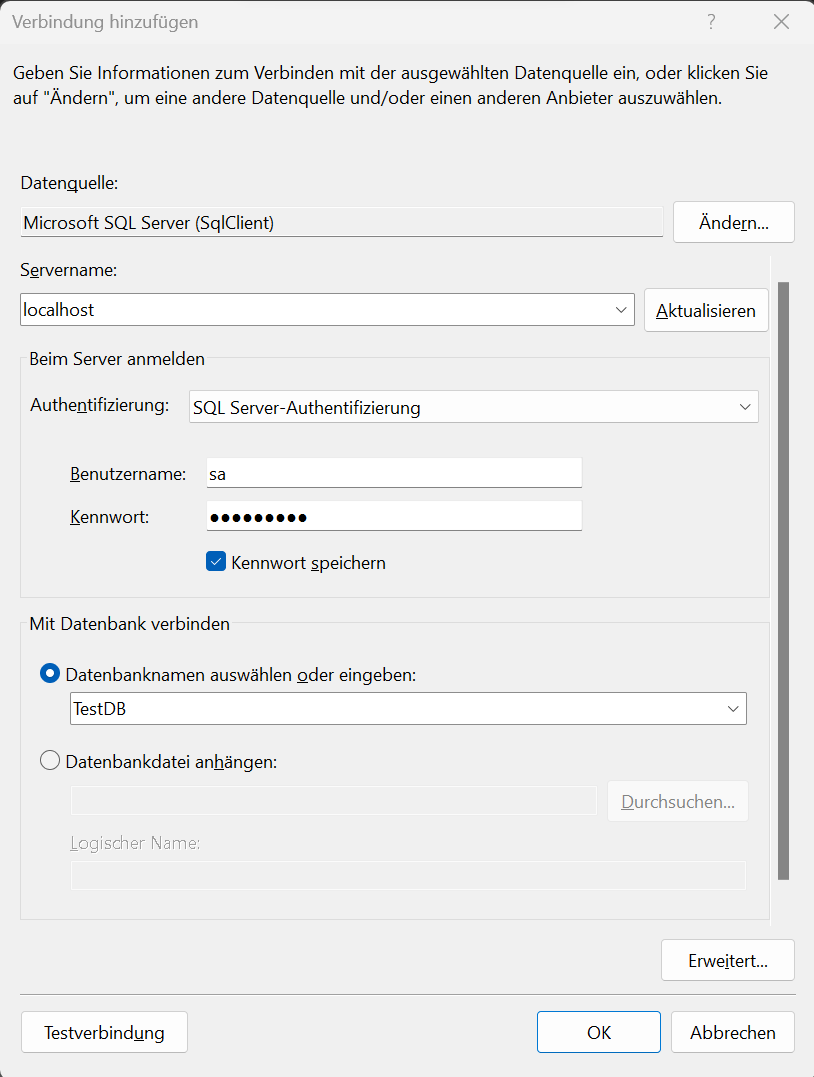 Verbindung hinzufügen
?
Geben Sie Informationen zum Verbinden mit der ausgewählten Datenquelle ein, oder klicken Sie
auf "Ändern", um eine andere Datenquelle und/oder einen anderen Anbieter auszuwählen.
Datenquelle:
Microsoft SQL Server (SqlClient)
Ändern...
Servername:
localhost
Aktualisieren
Beim Server anmelden
Authentifizierung:
SQL Server-Authentifizierung
Benutzername:
sa
Kennwort:
●●●●●●●●●
Kennwort speichern
Mit Datenbank verbinden
Datenbanknamen auswählen oder eingeben:
TestDB
Datenbankdatei anhängen:
Durchsuchen...
Logischer Name:
Erweitert...
Testverbindung
OK
Abbrechen